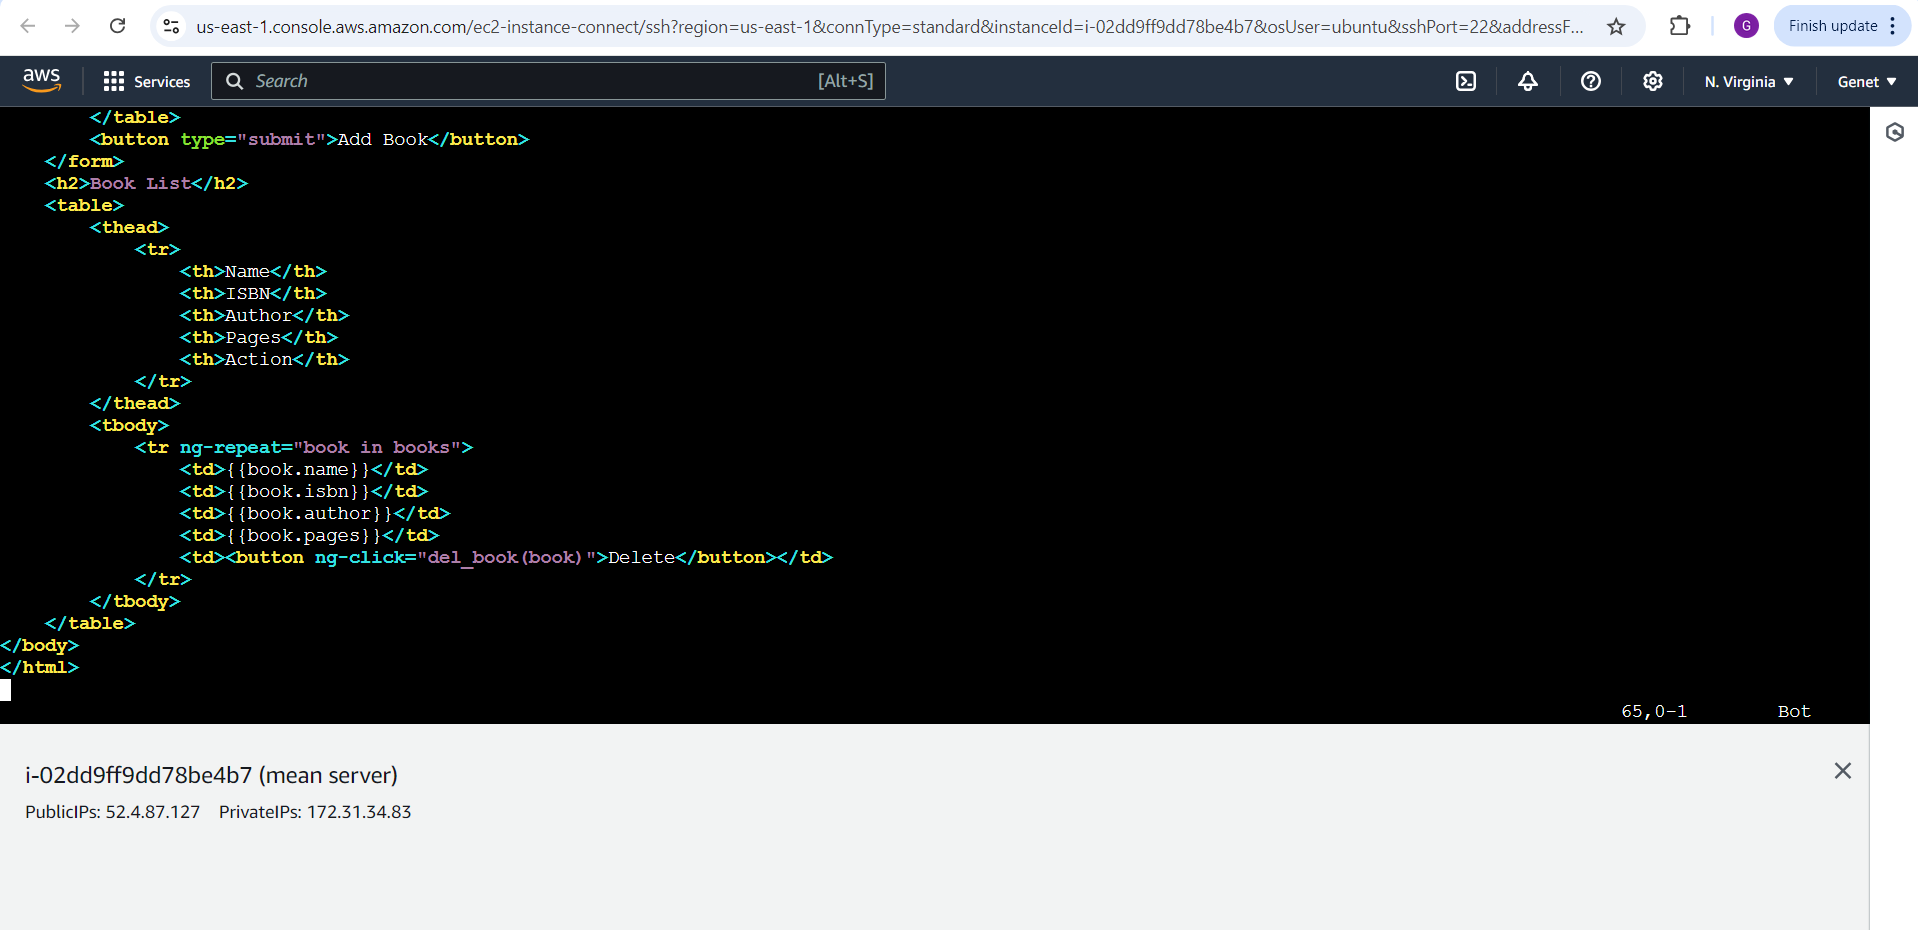 us-east-1.console.aws.amazon.com/ec2-instance-connect/ssh?region=us-east-1&connType=standard&instanceId=i-02dd9ff9dd78be4b7&osUser=ubuntu&sshPort=22&addressF...
G
Finish update
aws
Services
Search
[Alt+S]
N. Virginia
Genet
        </table>
        <button type="submit">Add Book</button>
    </form>
    <h2>Book List</h2>
    <table>
        <thead>
            <tr>
                <th>Name</th>
                <th>ISBN</th>
                <th>Author</th>
                <th>Pages</th>
                <th>Action</th>
            </tr>
        </thead>
        <tbody>
            <tr ng-repeat="book in books">
                <td>{{book.name}}</td>
                <td>{{book.isbn}}</td>
                <td>{{book.author}}</td>
                <td>{{book.pages}}</td>
                <td><button ng-click="del_book(book)">Delete</button></td>
            </tr>
        </tbody>
    </table>
</body>
</html>
65,0-1 Bot
i-02dd9ff9dd78be4b7 (mean server)
PublicIPs: 52.4.87.127 PrivateIPs: 172.31.34.83